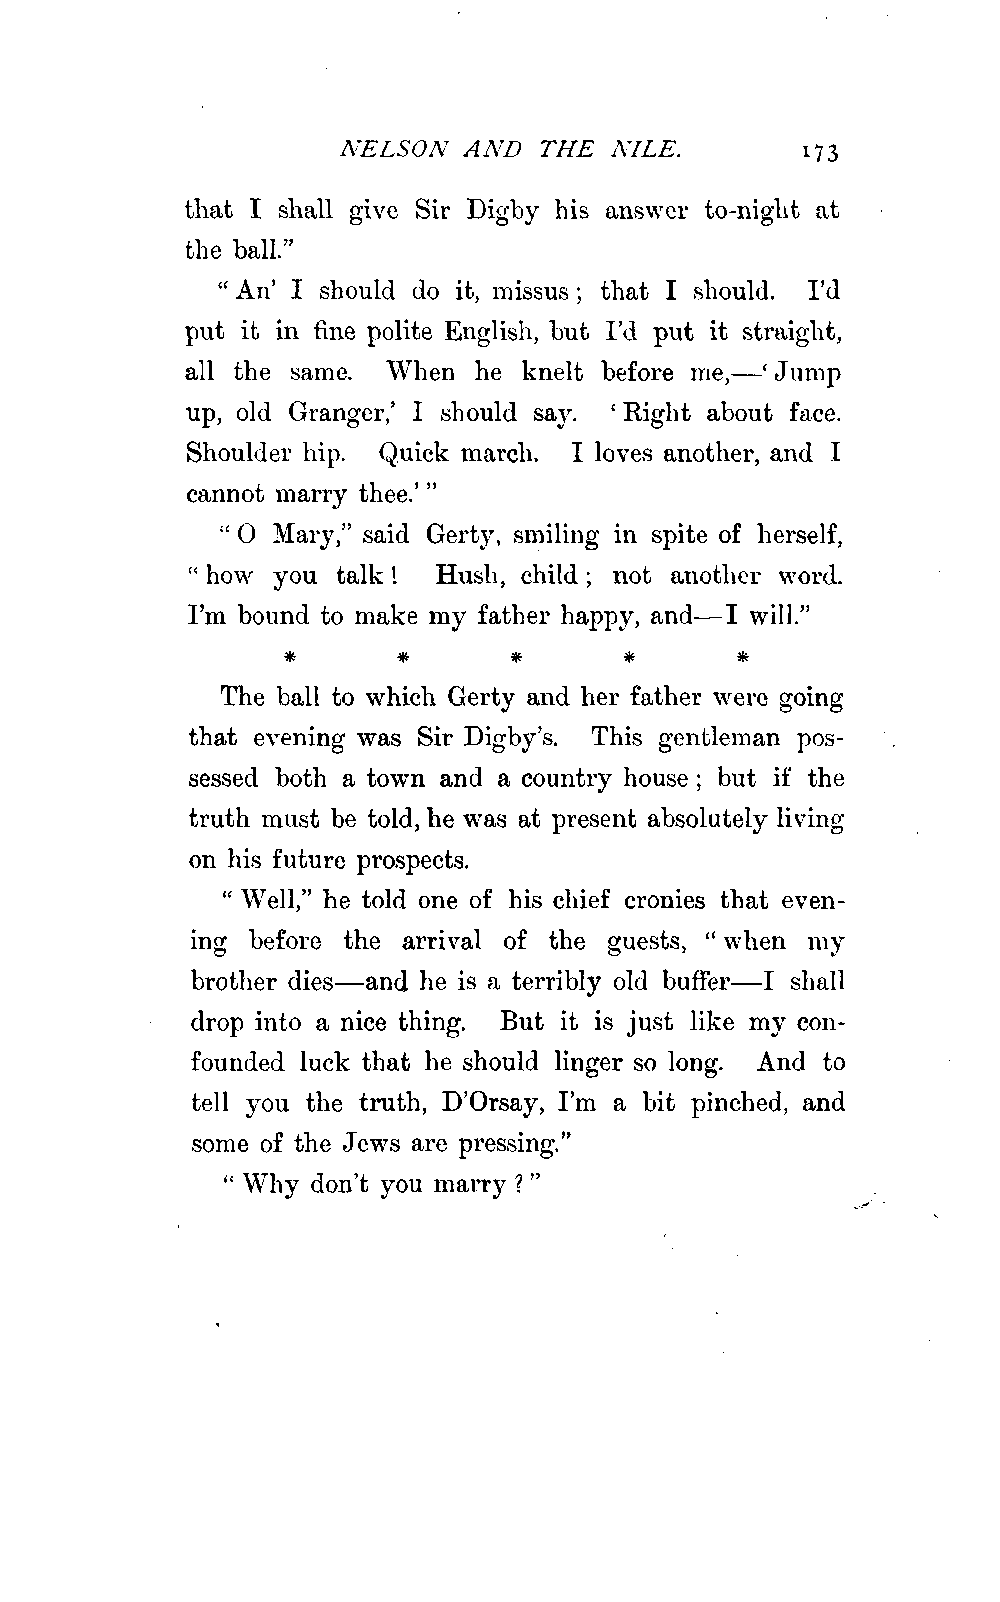 NELSON AND THE NILE. 173
that I shall give Sir Digby his answer to-night at
the ball.”
“ An’ I should do it, missus ; that I should. I’d
put it in fine polite English, but I’d put it straight,
all the same. When he knelt before me,—‘ Jump
up, old Granger,’ I should say. ‘ Right about face.
Shoulder hip. Quick march. I loves another, and I
cannot marry thee.’ ”
“ O Mary,” said Gerty, smiling in spite of herself,
“ how you talk ! Hush, child ; not another word.
I’m bound to make my father happy, and—I will.”
* * * * *
The ball to which Gerty and her father were going
that evening was Sir Digby’s. This gentleman pos-
sessed both a town and a country house ; but if the
truth must be told, he was at present absolutely living
on his future prospects.
“ Well,” he told one of his chief cronies that even-
ing before the arrival of the guests, “ when my
brother dies—and he is a terribly old buffer—I shall
drop into a nice thing. But it is just like my con-
founded luck that he should linger so long. And to
tell you the truth, D’Orsay, I’m a bit pinched, and
some of the Jews are pressing.”
“ Why don’t you marry ? ”